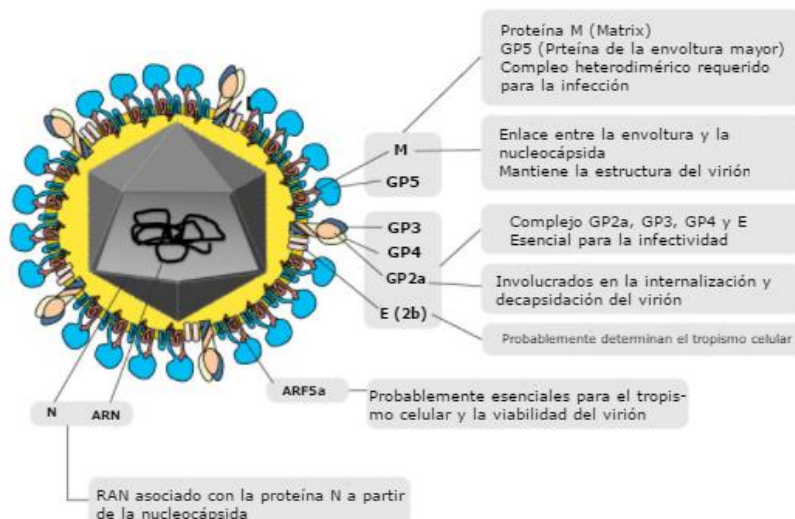 Proteína M (Matrix)
GP5 (Prteína de la envoltura mayor)
Compleo heterodimérico requerido
para la infección
M
GP5
Enlace entre la envoltura y la
nucleocápsida
Mantiene la estructura del virión
GP3
GP4
GP2a
E (2b)
Complejo GP2a, GP3, GP4 y E
Esencial para la infectividad
Involucrados en la internalización y
decapsidación del virión
Probablemente determinan el tropismo celular
ARF5a
Probablemente esenciales para el tropis-
mo celular y la viabilidad del virión
N ARN
RAN asociado con la proteína N a partir
de la nucleocápsida